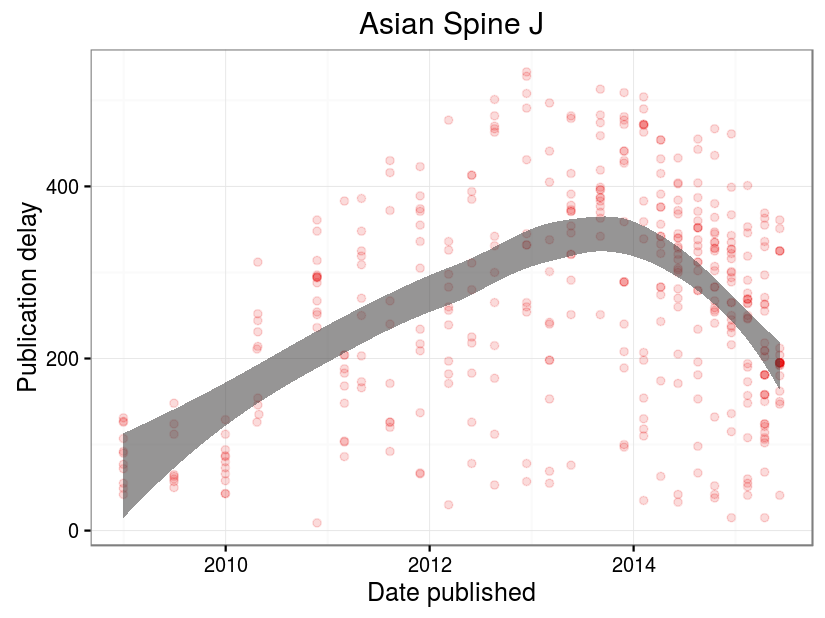 Asian Spine J
Publication delay
400
200
0
2010 2012 2014
Date published